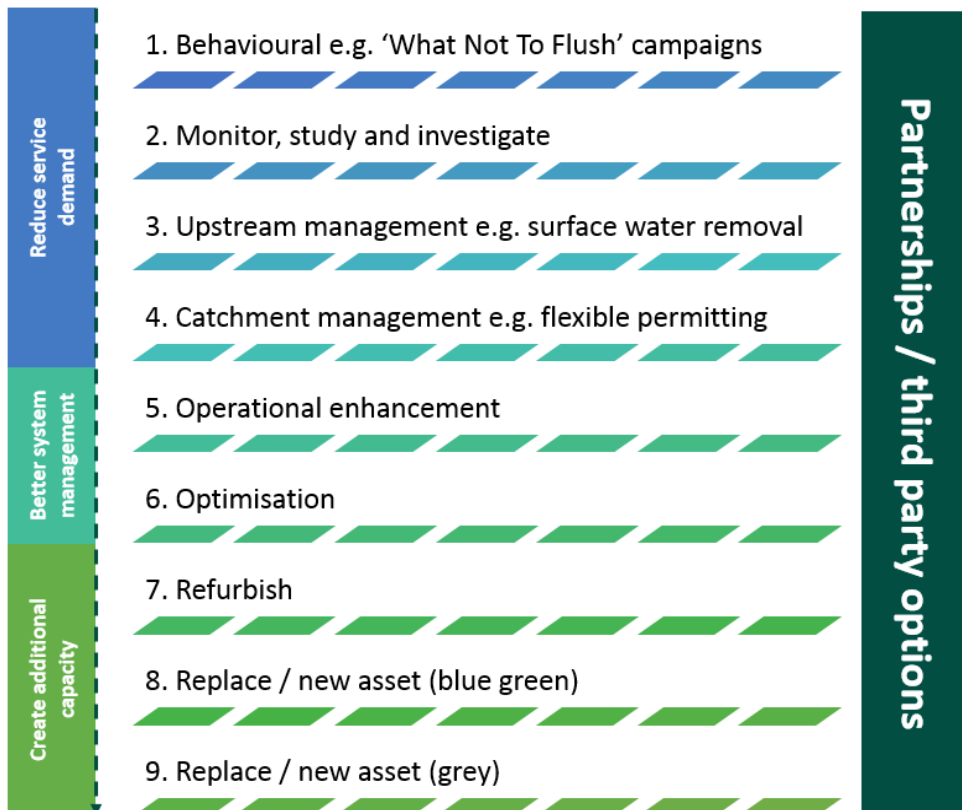 Reduce service
demand
Better system
management
Create additional
capacity
1. Behavioural e.g. ‘What Not To Flush’ campaigns
2. Monitor, study and investigate
3. Upstream management e.g. surface water removal
4. Catchment management e.g. flexible permitting
5. Operational enhancement
6. Optimisation
7. Refurbish
8. Replace / new asset (blue green)
9. Replace / new asset (grey)
Partnerships / third party options